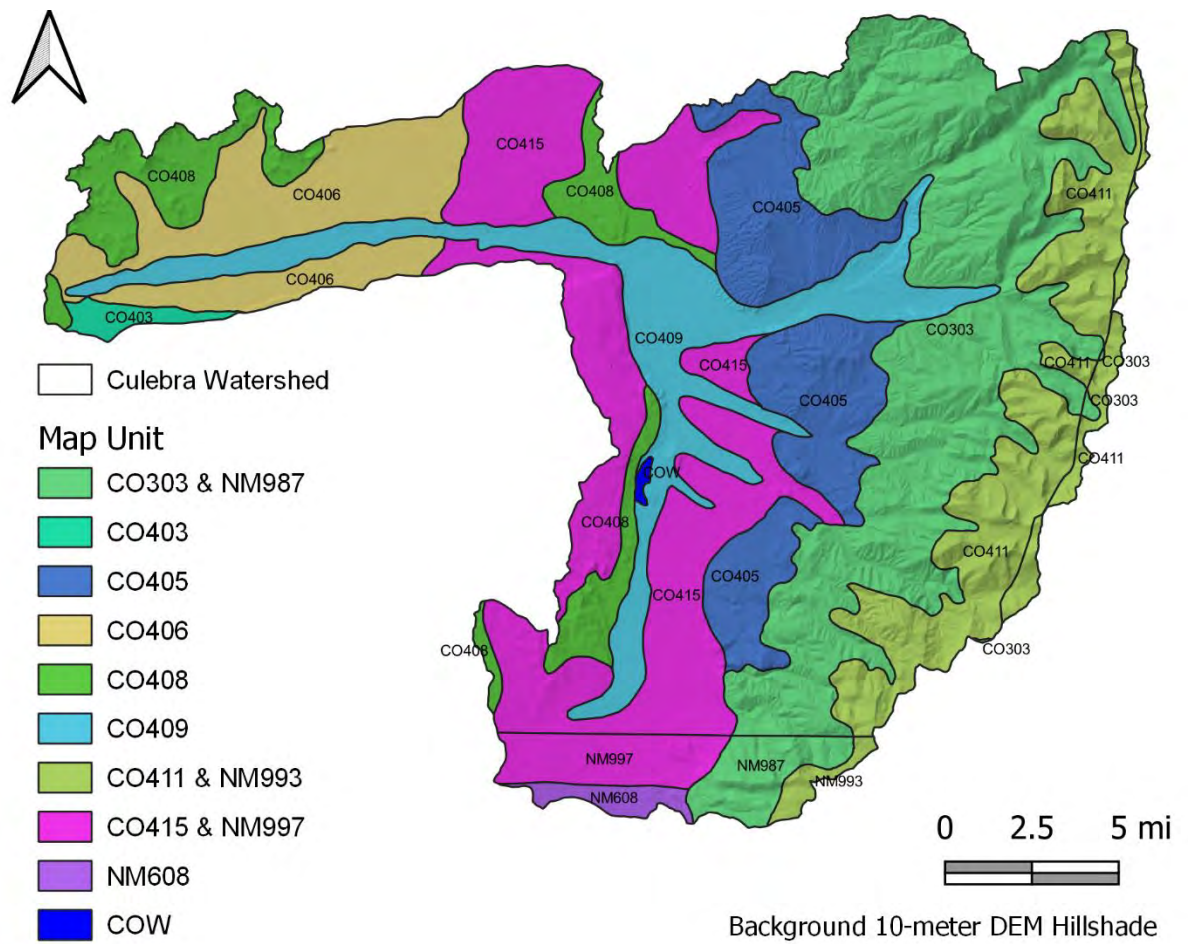 CO411
CO415
CO408
CO408
CO406
CO405
CO411
CO406
CO403
CO409
CO303
CO415
CO411
CO303
CO405
CO303
CO411
COW
CO408
CO411
CO405
CO415
CO408
CO303
NM997
NM987
NM993
NM608
Culebra Watershed
Map Unit
CO303 & NM987
CO403
CO405
CO406
CO408
CO409
CO411 & NM993
CO415 & NM997
NM608
COW
0 2.5 5 mi
Background 10-meter DEM Hillshade